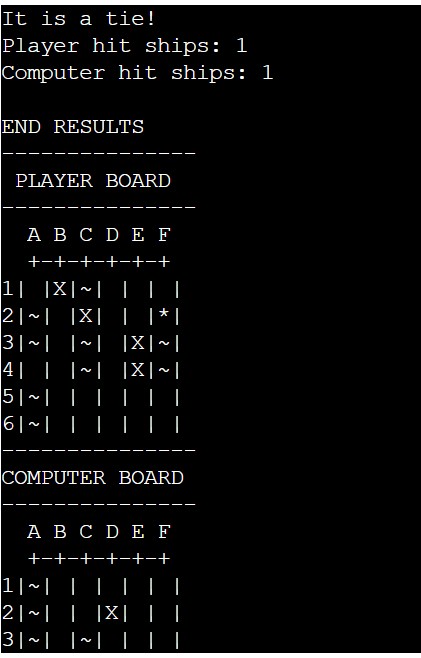 It is a tie!
Player hit ships: 1
Computer hit ships: 1
END RESULTS
---------------
 PLAYER BOARD
---------------
  A B C D E F
  +-+-+-+-+-+
1| |X|~| | | |
2|~| |X| | |*|
3|~| |~| |X|~|
4| | |~| |X|~|
5|~| | | | | |
6|~| | | | | |
---------------
COMPUTER BOARD
---------------
  A B C D E F
  +-+-+-+-+-+
1|~| | | | | |
2|~| | |X| | |
3|~| |~| | | |